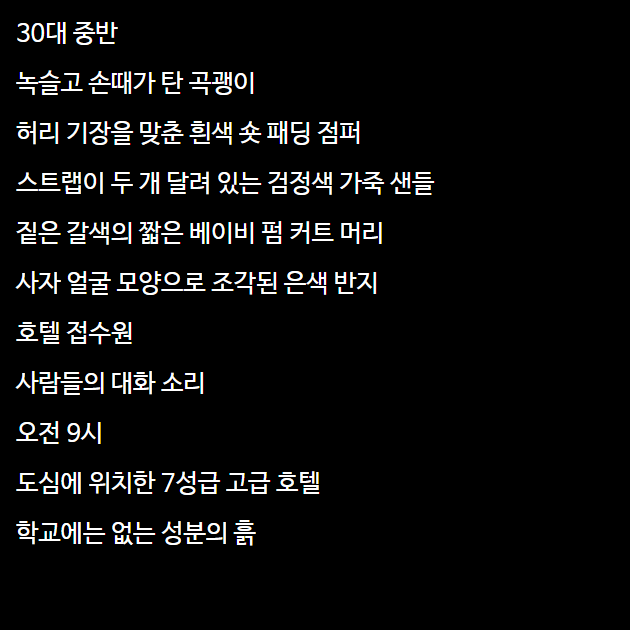 30대 중반
녹슬고 손때가 탄 곡괭이
허리 기장을 맞춘 흰색 숏 패딩 점퍼
스트랩이 두 개 달려 있는 검정색 가죽 샌들
짙은 갈색의 짧은 베이비 펌 커트 머리
사자 얼굴 모양으로 조각된 은색 반지
호텔 접수원
사람들의 대화 소리
오전 9시
도심에 위치한 7성급 고급 호텔
학교에는 없는 성분의 흙